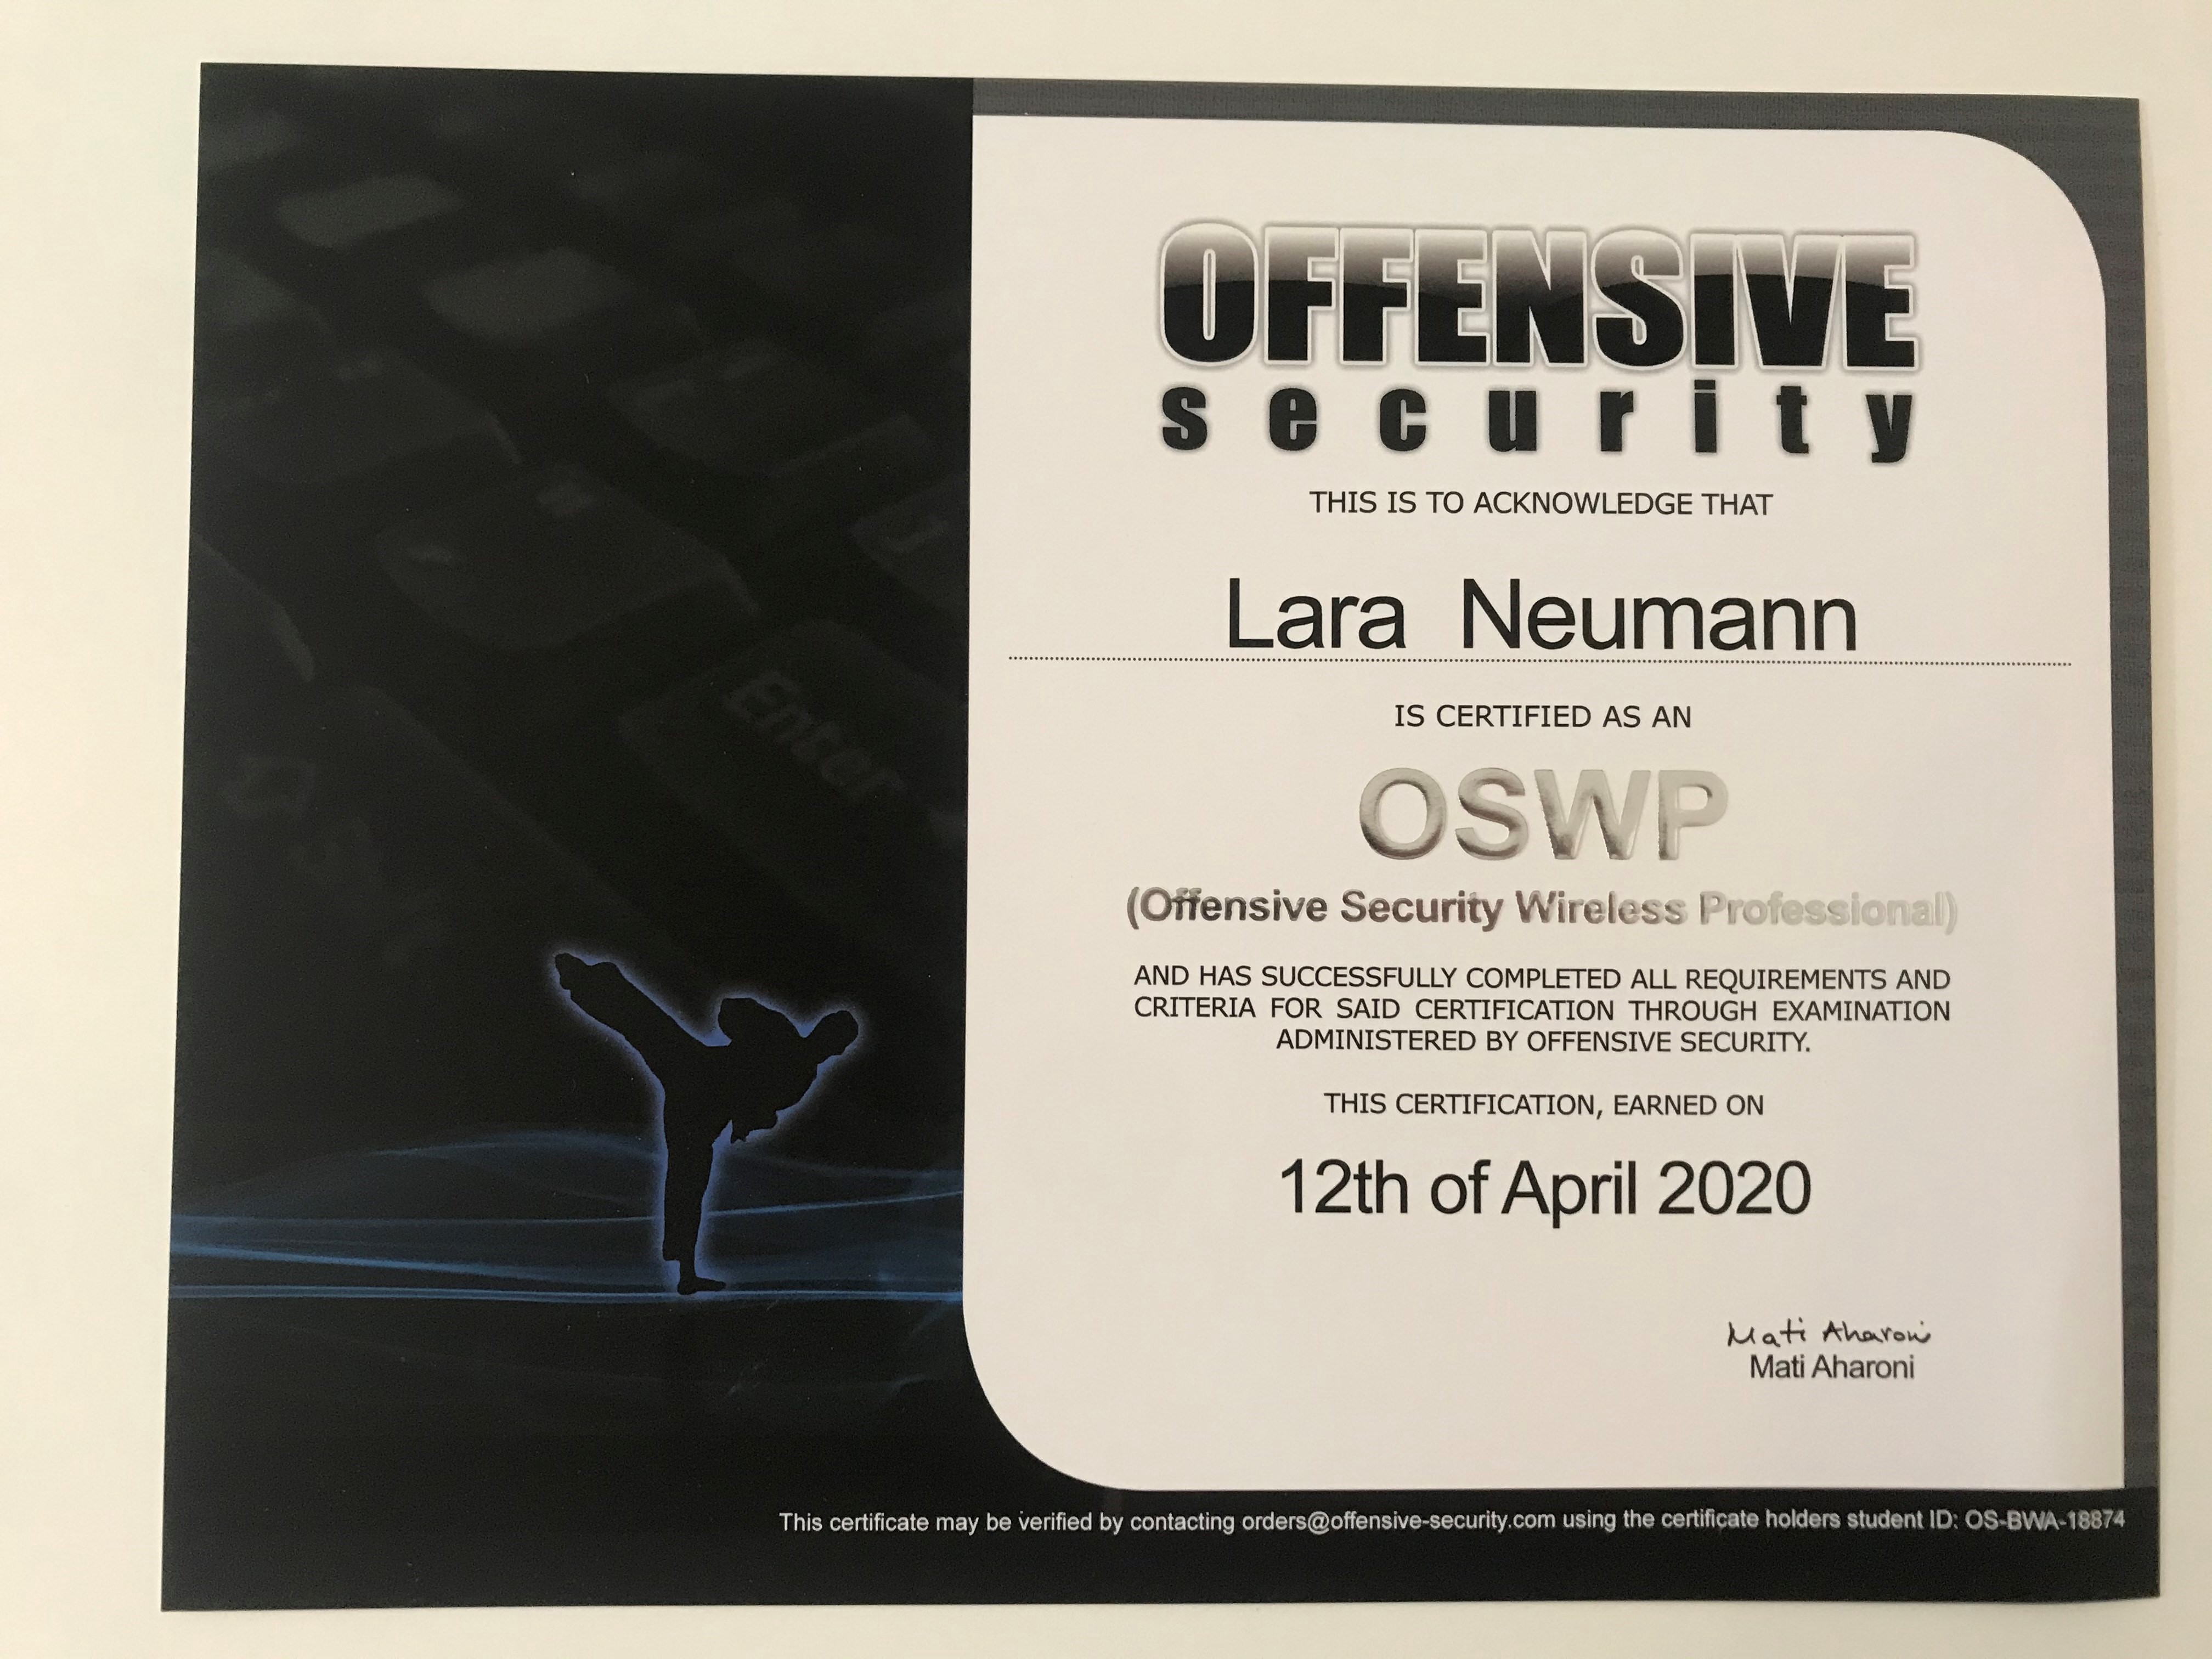 OFFENSIVE
security
THIS IS TO ACKNOWLEDGE THAT
Lara Neumann
IS CERTIFIED AS AN
OSWP
(Offensive Security Wireless Professional)
AND HAS SUCCESSFULLY COMPLETED ALL REQUIREMENTS AND
CRITERIA FOR SAID CERTIFICATION THROUGH EXAMINATION
ADMINISTERED BY OFFENSIVE SECURITY.
THIS CERTIFICATION, EARNED ON
12th of April 2020
Mati Aharoni
Mati Aharoni
This certificate may be verified by contacting orders@offensive-security.com using the certificate holders student ID: OS-BWA-18874
Enter